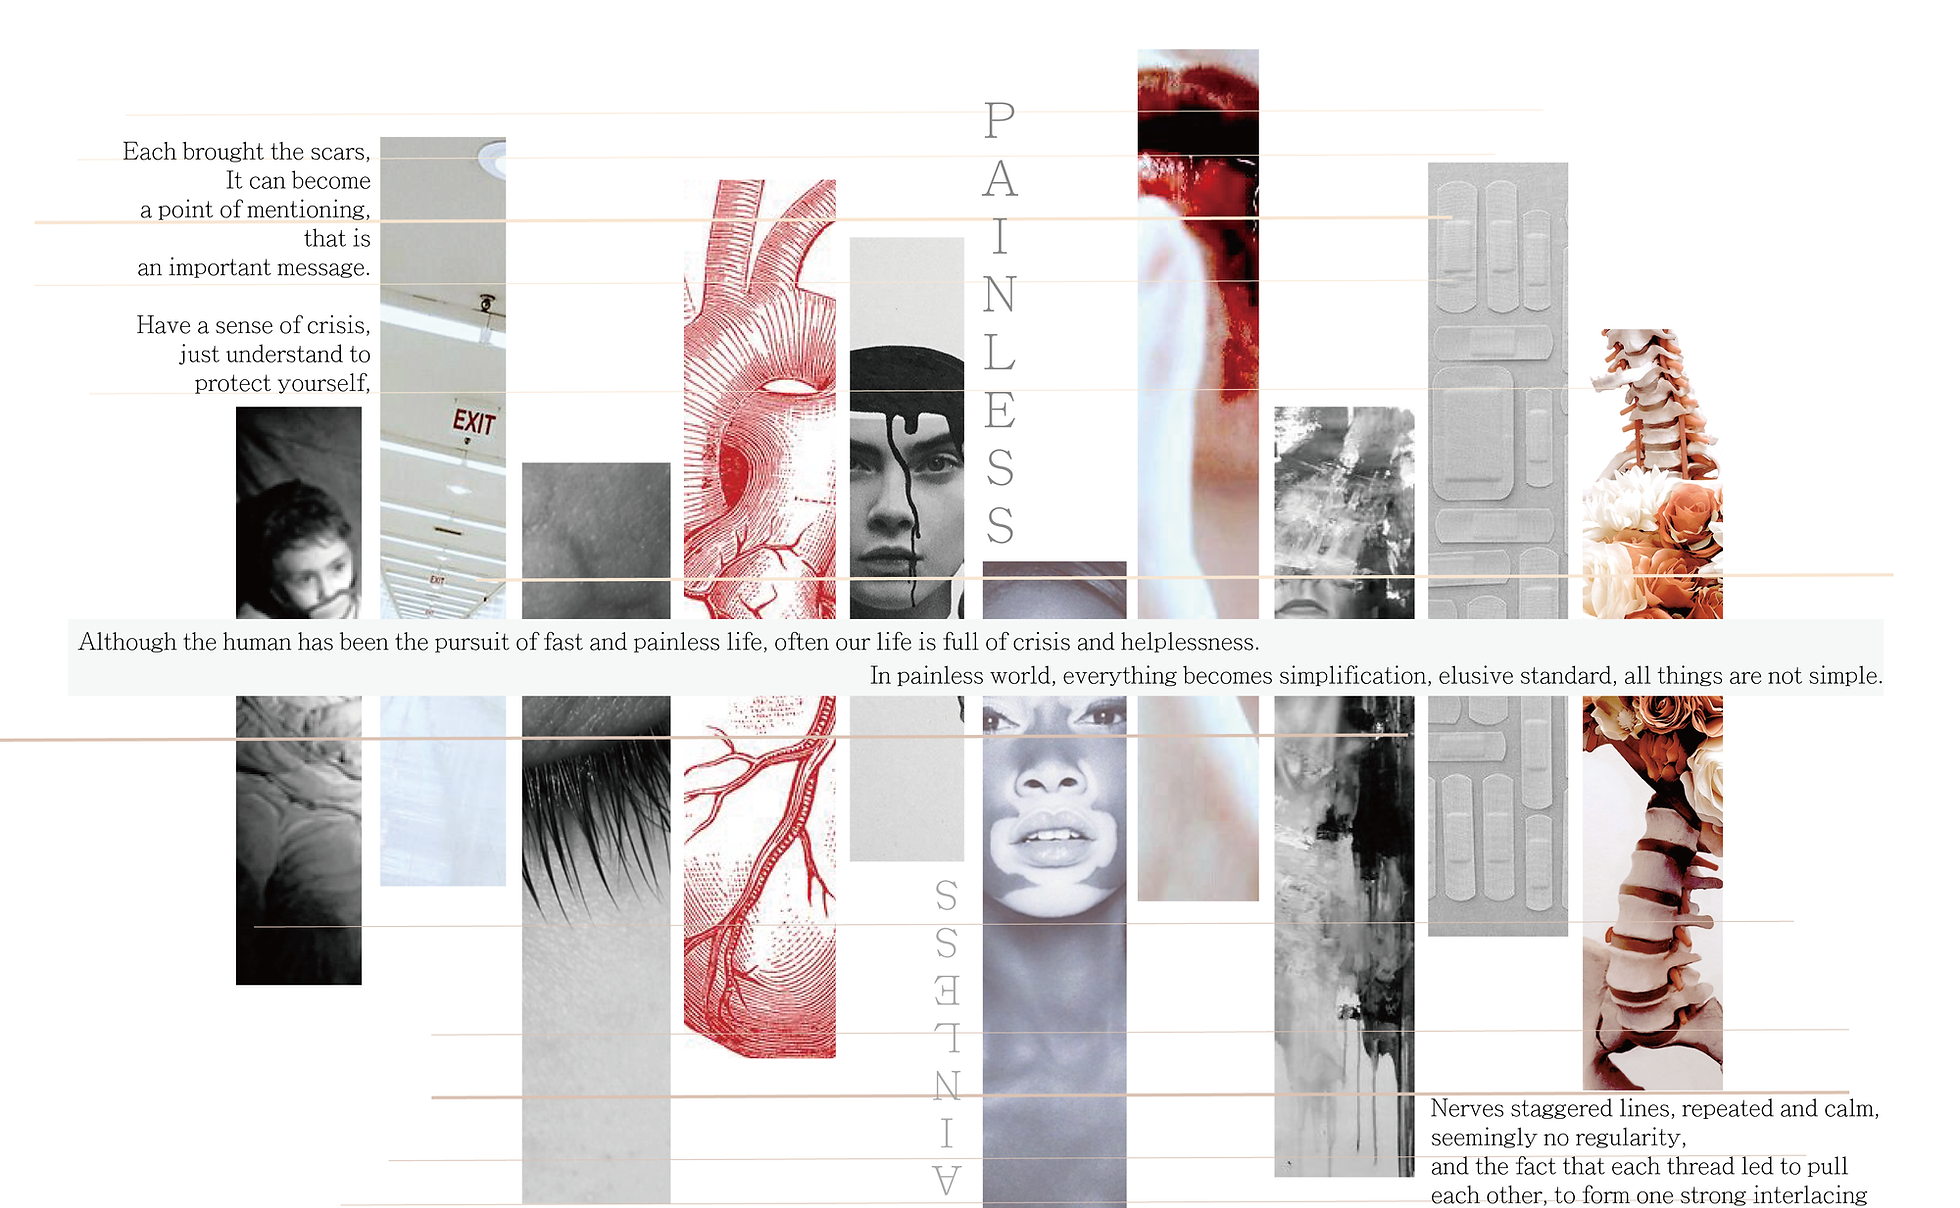 Each brought the scars,
It can become
a point of mentioning,
that is
an important message.
Have a sense of crisis,
just understand to
protect yourself,
PAINLESS
EXIT
EXIT
EXIT
Although the human has been the pursuit of fast and painless life, often our life is full of crisis and helplessness.
In painless world, everything becomes simplification, elusive standard, all things are not simple.
AINLESS
Nerves staggered lines, repeated and calm,
seemingly no regularity,
and the fact that each thread led to pull
each other, to form one strong interlacing